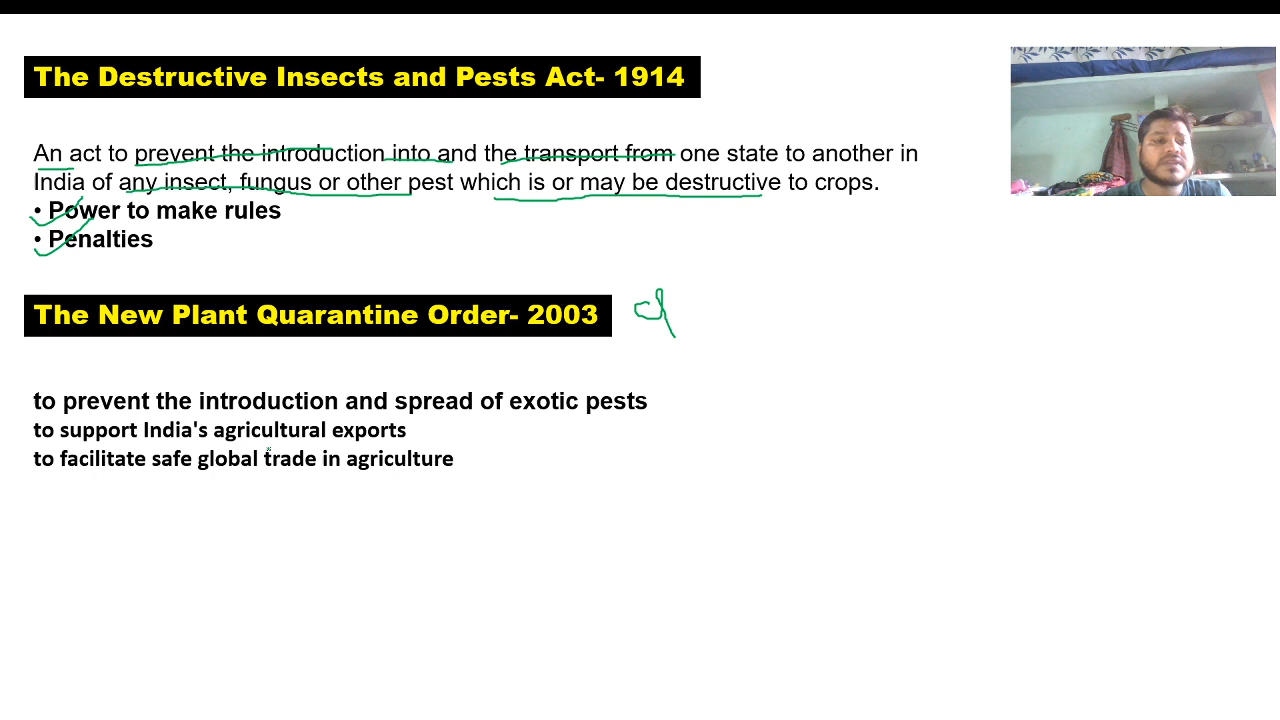 The Destructive Insects and Pests Act- 1914
An act to prevent the introduction into and the transport from one state to another in
India of any insect, fungus or other pest which is or may be destructive to crops.
• Power to make rules
• Penalties
The New Plant Quarantine Order- 2003
to prevent the introduction and spread of exotic pests
to support India's agricultural exports
to facilitate safe global trade in agriculture